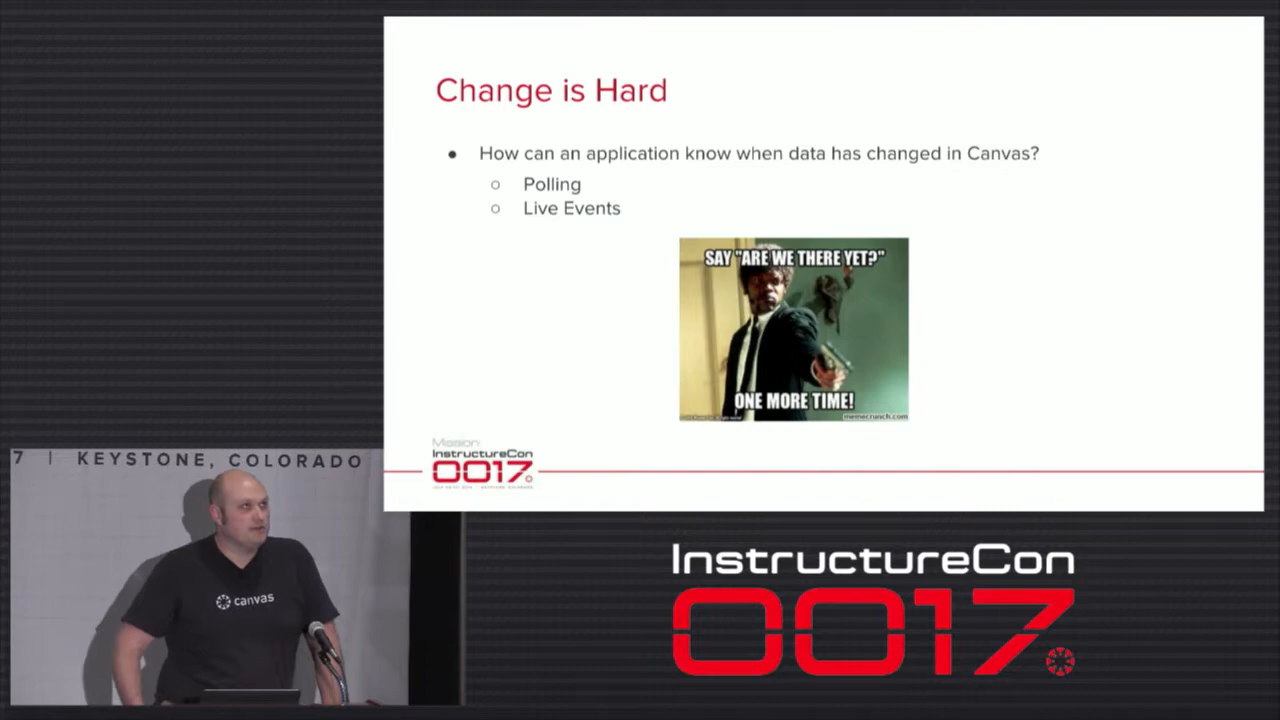 Change is Hard
● How can an application know when data has changed in Canvas?
○ Polling
○ Live Events
SAY "ARE WE THERE YET?"
ONE MORE TIME!
memecrunch.com
Mission:
InstructureCon
0017
7 | KEYSTONE, COLORADO
canvas
InstructureCon
0017